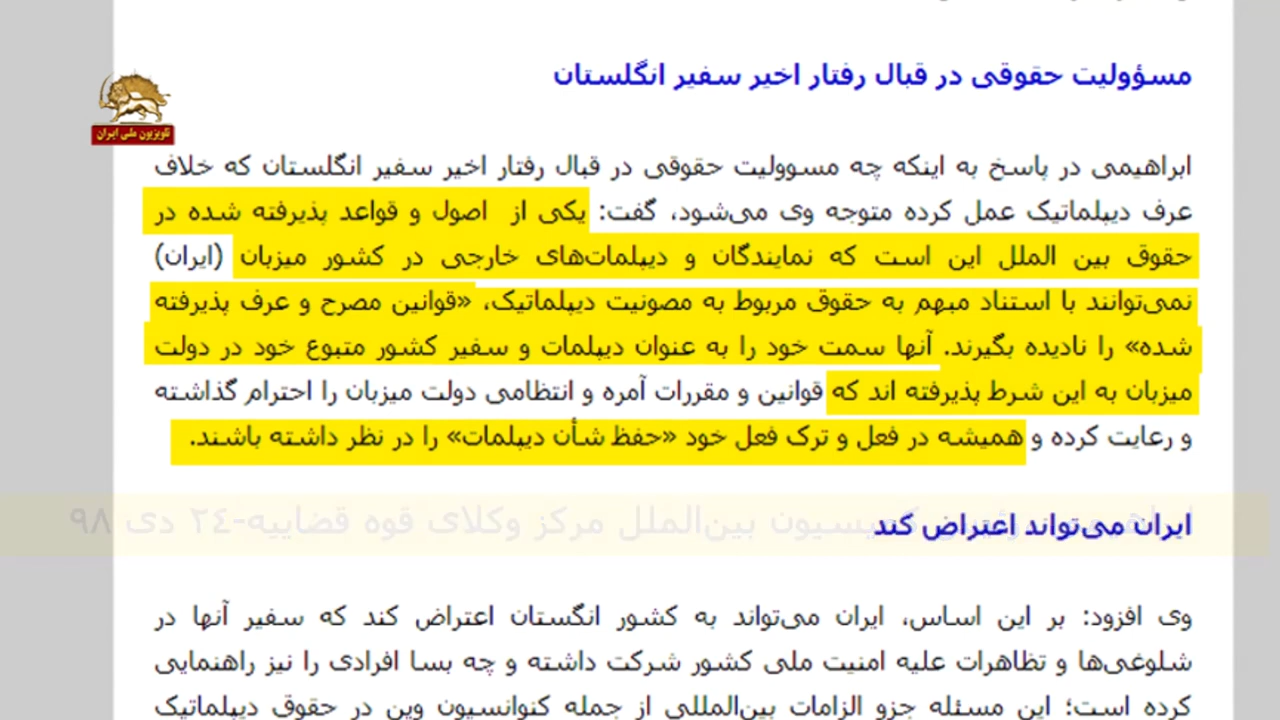 مسؤولیت حقوقی در قبال رفتار اخیر سفیر انگلستان
تلویزیون ملی ایران
ابراهیمی در پاسخ به اینکه چه مسوولیت حقوقی در قبال رفتار اخیر سفیر انگلستان که خلاف
عرف دیپلماتیک عمل کرده متوجه وی می‌شود، گفت: یکی از اصول و قواعد پذیرفته شده در
حقوق بین الملل این است که نمایندگان و دیپلمات‌های خارجی در کشور میزبان (ایران)
نمی‌توانند با استناد مبهم به حقوق مربوط به مصونیت دیپلماتیک، «قوانین مصرح و عرف پذیرفته
شده» را نادیده بگیرند. آنها سمت خود را به عنوان دیپلمات و سفیر کشور متبوع خود در دولت
میزبان به این شرط پذیرفته اند که قوانین و مقررات آمره و انتظامی دولت میزبان را احترام گذاشته
و رعایت کرده و همیشه در فعل و ترک فعل خود «حفظ شأن دیپلمات» را در نظر داشته باشند.
ایران می‌تواند اعتراض کند
کمیسیون بین‌الملل مرکز وکلای قوه قضاییه-٢٤ دی ٩٨
وی افزود: بر این اساس، ایران می‌تواند به کشور انگستان اعتراض کند که سفیر آنها در
شلوغی‌ها و تظاهرات علیه امنیت ملی کشور شرکت داشته و چه بسا افرادی را نیز راهنمایی
کرده است؛ این مسئله جزو الزامات بین‌المللی از جمله کنوانسیون وین در حقوق دیپلماتیک